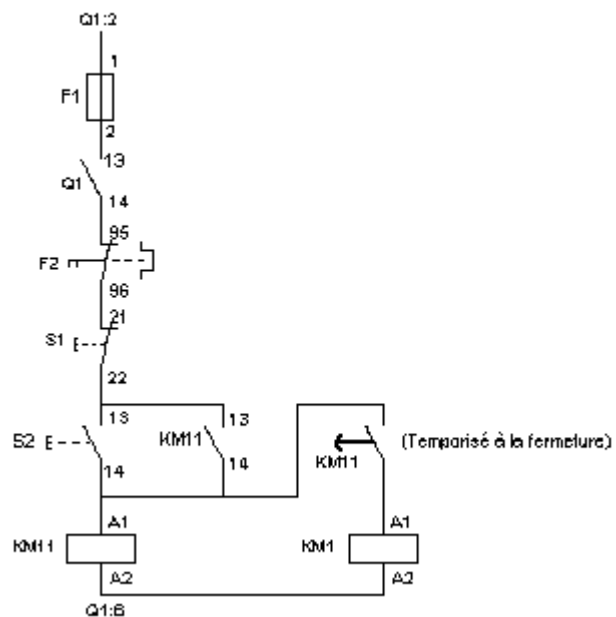 Q1:2
1
F1
2
13
Q1
14
95
F2
96
21
S1
22
13
S2
14
13
KM11
14
KM11
(Temparisé à la fermeture)
A1
KM11
A2
A1
KM1
A2
Q1:6